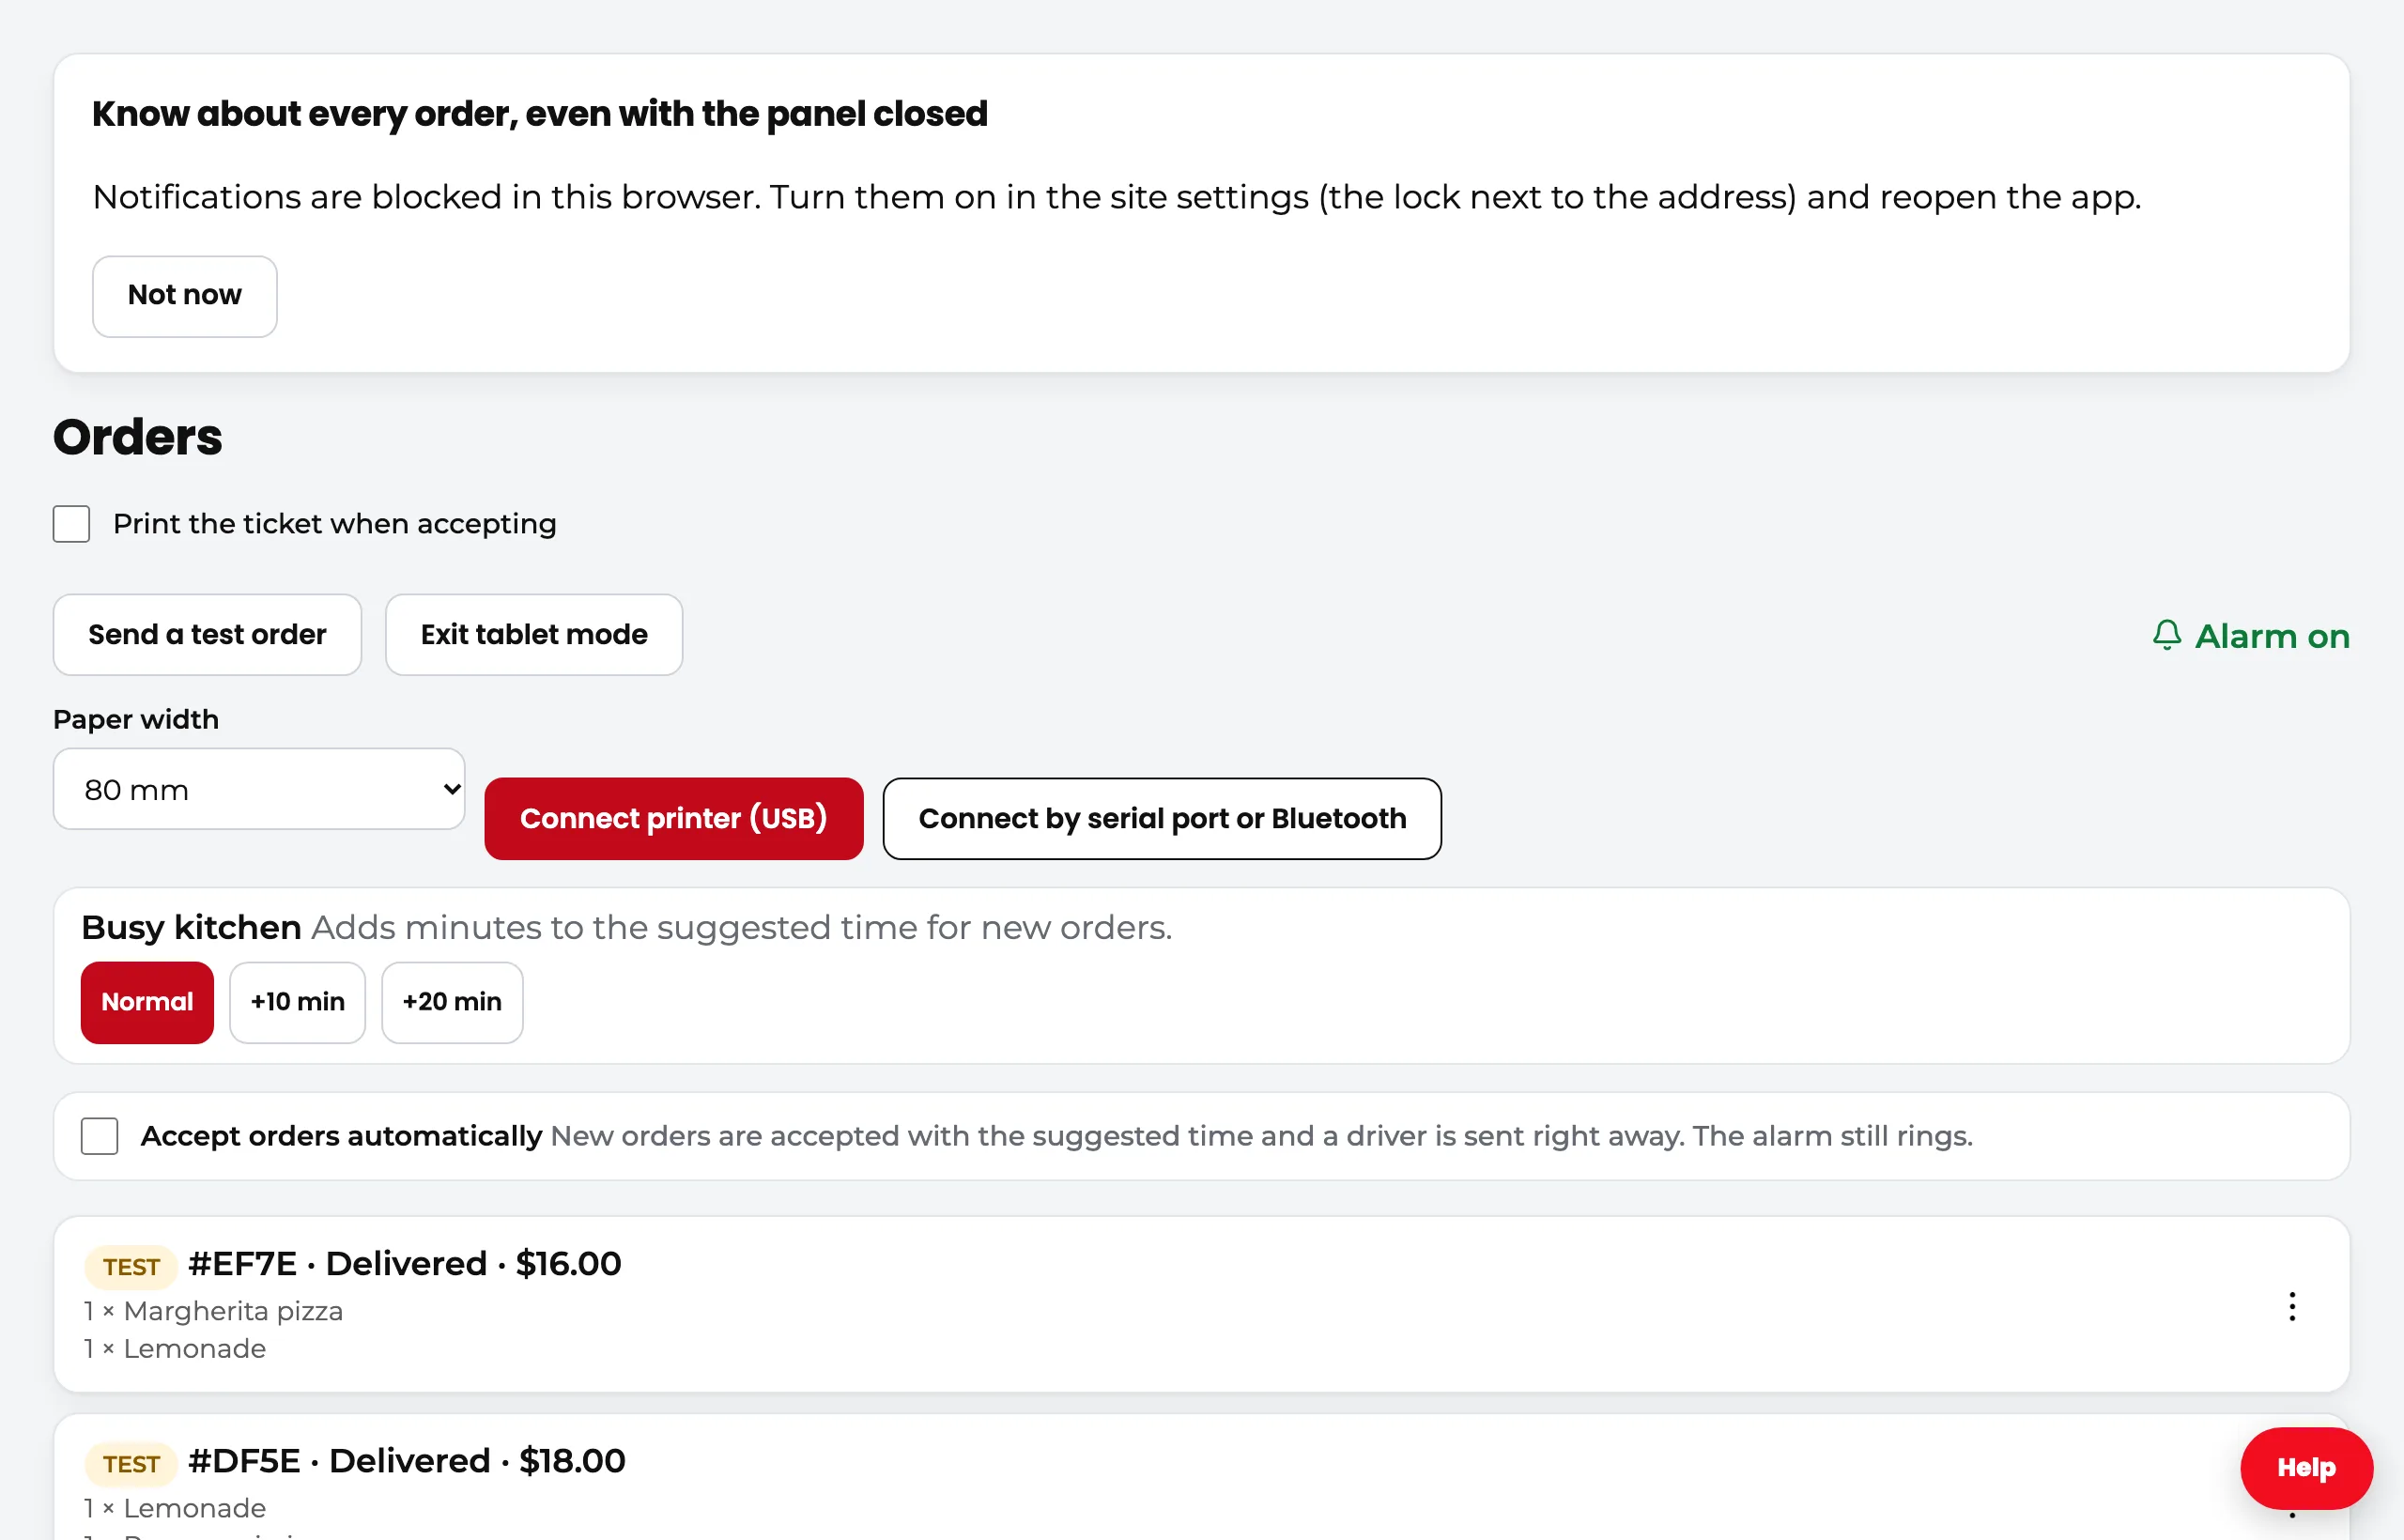 Know about every order, even with the panel closed
Notifications are blocked in this browser. Turn them on in the site settings (the lock next to the address) and reopen the app.
Not now
Orders
Print the ticket when accepting
Send a test order
Exit tablet mode
Alarm on
Paper width
80 mm
Connect printer (USB)
Connect by serial port or Bluetooth
Busy kitchen Adds minutes to the suggested time for new orders.
Normal
+10 min
+20 min
Accept orders automatically New orders are accepted with the suggested time and a driver is sent right away. The alarm still rings.
TEST #EF7E · Delivered · $16.00
1 × Margherita pizza
1 × Lemonade
TEST #DF5E · Delivered · $18.00
1 × Lemonade
Help